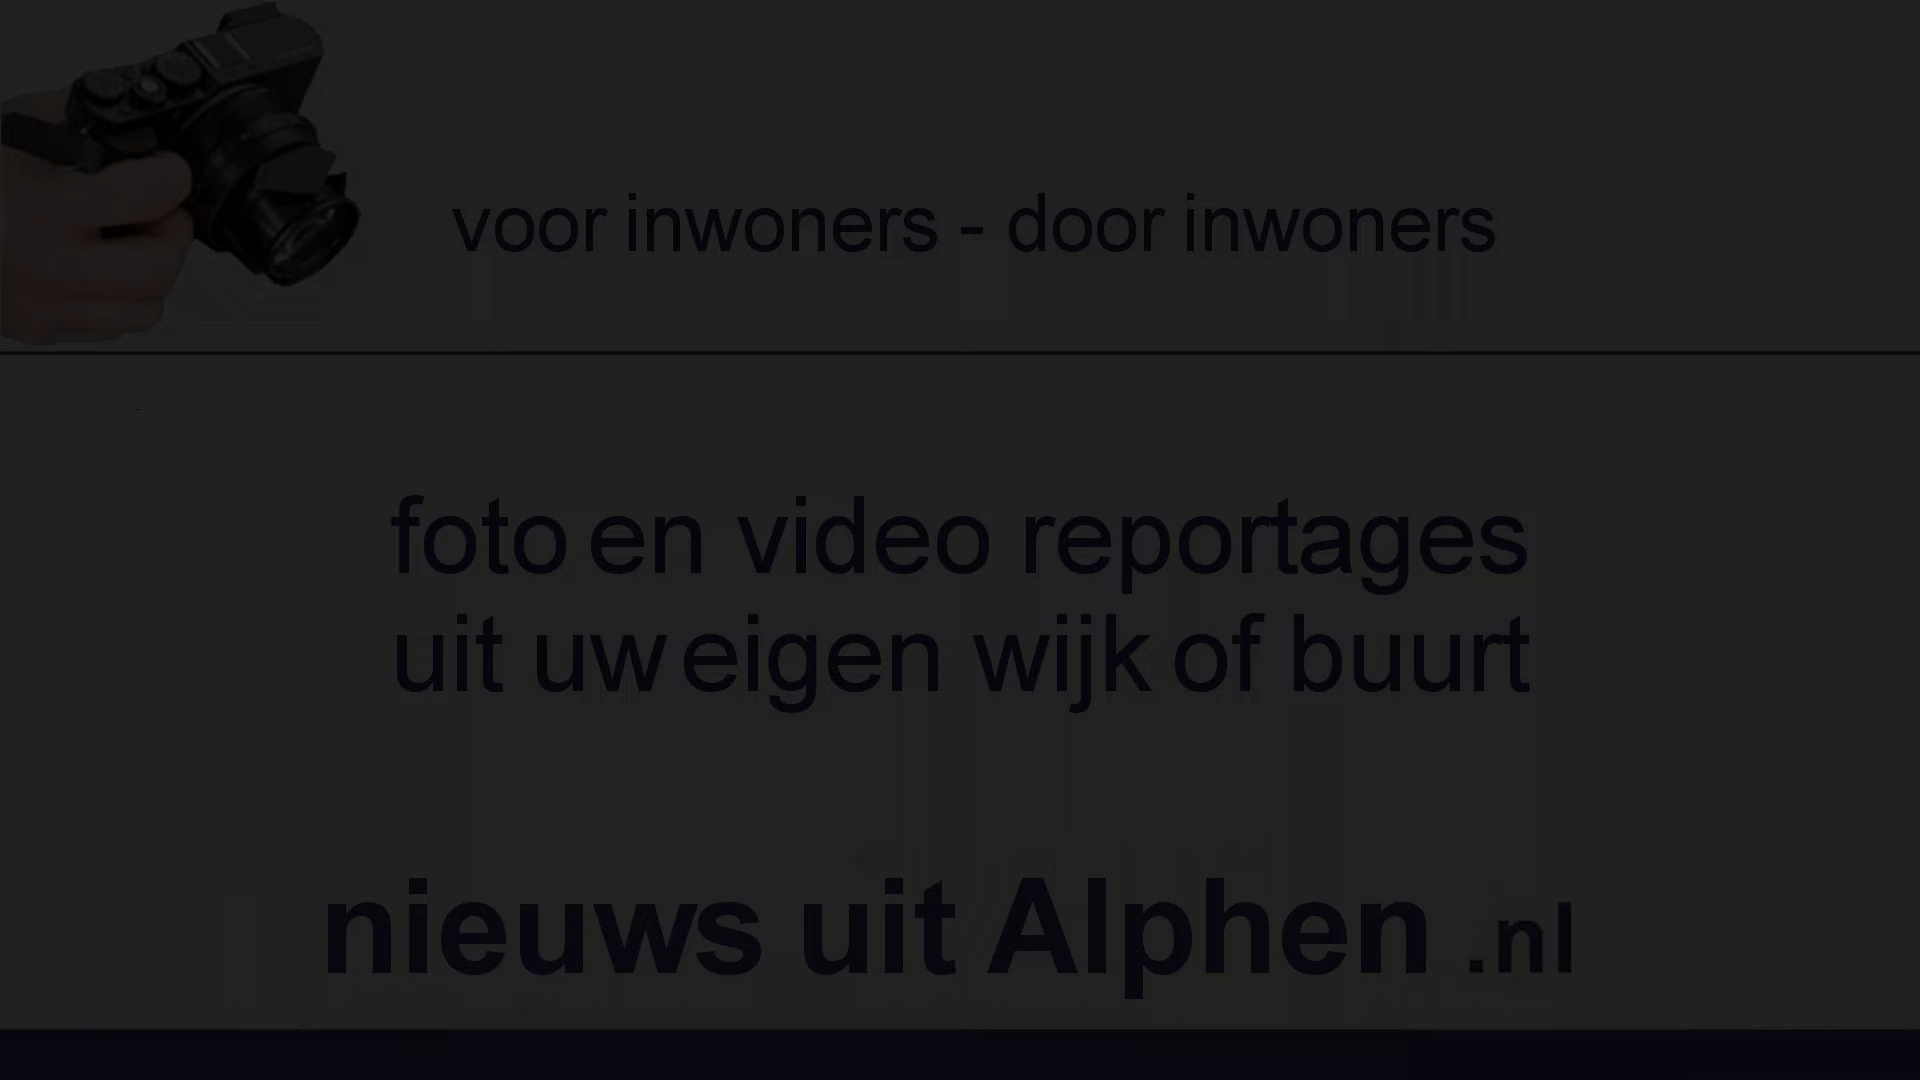 voor inwoners - door inwoners
foto en video reportages
uit uw eigen wijk of buurt
nieuws uit Alphen .nl